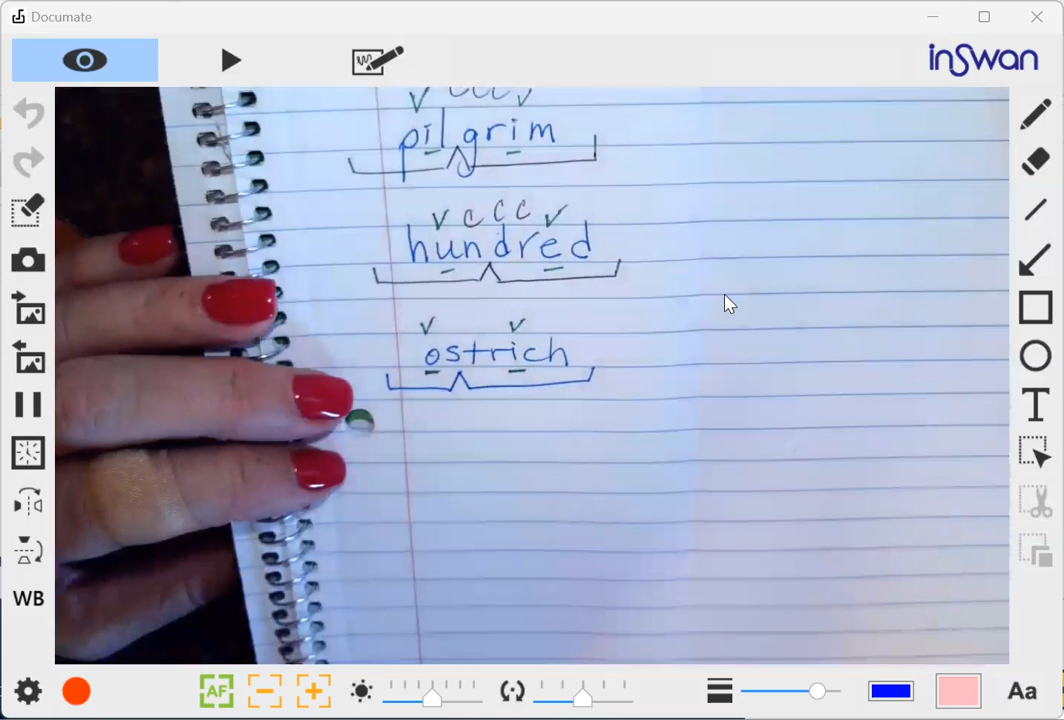 Documate
inSwan
v c c c v
pilgrim
v c c c v
hundred
v v
ostrich
WB
AF
T
Aa